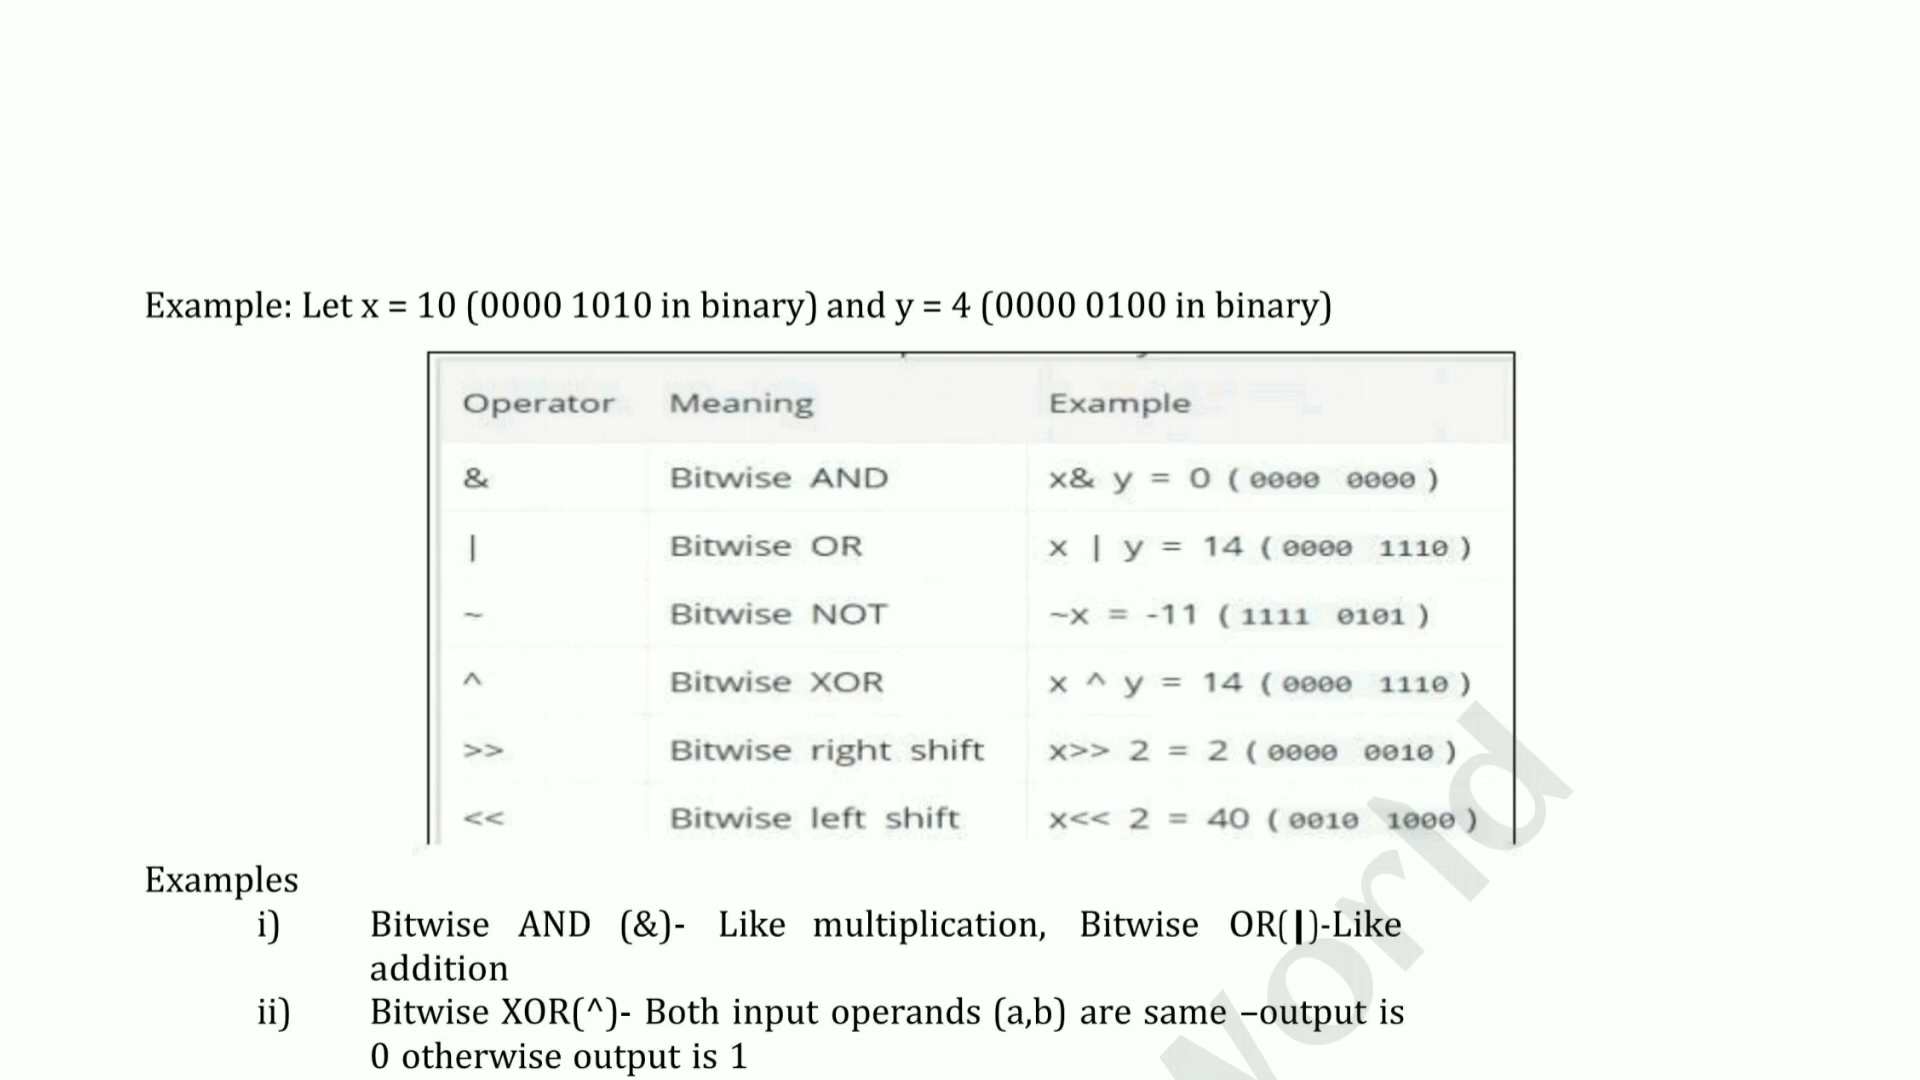 Example: Let x = 10 (0000 1010 in binary) and y = 4 (0000 0100 in binary)
Operator Meaning Example
& Bitwise AND x& y = 0 ( 0000 0000 )
| Bitwise OR x | y = 14 ( 0000 1110 )
~ Bitwise NOT ~x = -11 ( 1111 0101 )
^ Bitwise XOR x ^ y = 14 ( 0000 1110 )
>> Bitwise right shift x>> 2 = 2 ( 0000 0010 )
<< Bitwise left shift x<< 2 = 40 ( 0010 1000 )
Examples
i) Bitwise AND (&)- Like multiplication, Bitwise OR(|)-Like
addition
ii) Bitwise XOR(^)- Both input operands (a,b) are same –output is
0 otherwise output is 1
World